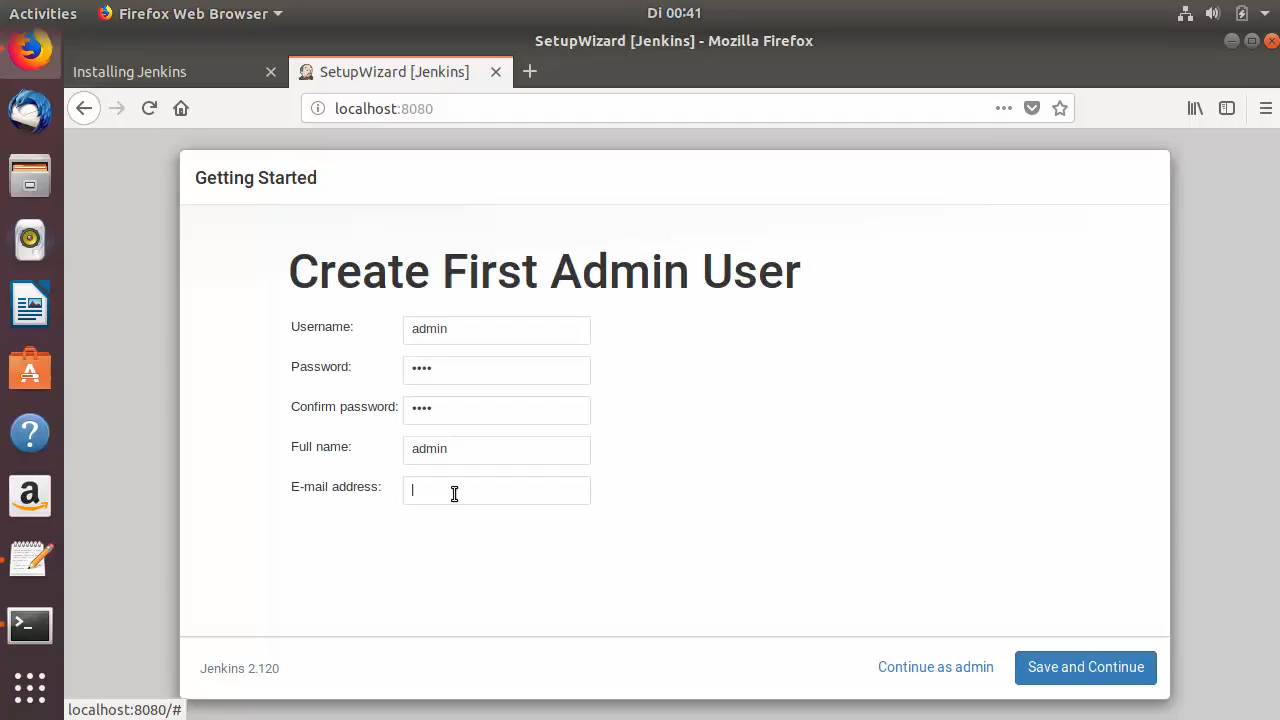 Activities Firefox Web Browser Di 00:41
SetupWizard [Jenkins] - Mozilla Firefox
Installing Jenkins SetupWizard [Jenkins]
localhost:8080
Getting Started
Create First Admin User
Username: admin
Password: ••••
Confirm password: ••••
Full name: admin
E-mail address:
Jenkins 2.120 Continue as admin Save and Continue
localhost:8080/#